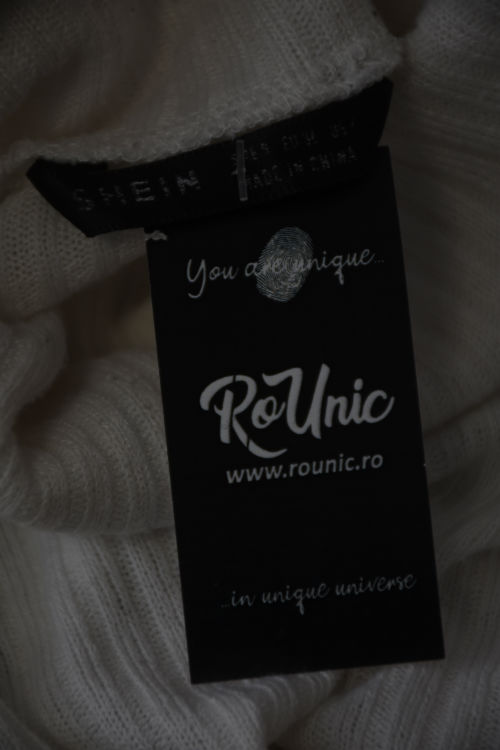 SHEIN
MADE IN CHINA
You are unique...
RoUnic
www.rounic.ro
...in unique universe